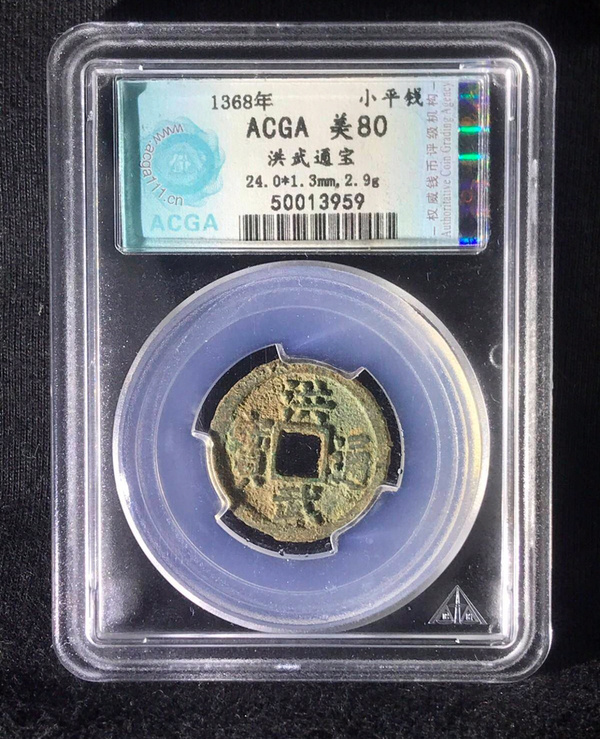 1368年 小平钱
ACGA 美80
洪武通宝
24.0*1.3mm,2.9g
50013959
www.acga111.cn
ACGA
权威钱币评级机构
Authoritative Coin Grading Agency
洪武通寳